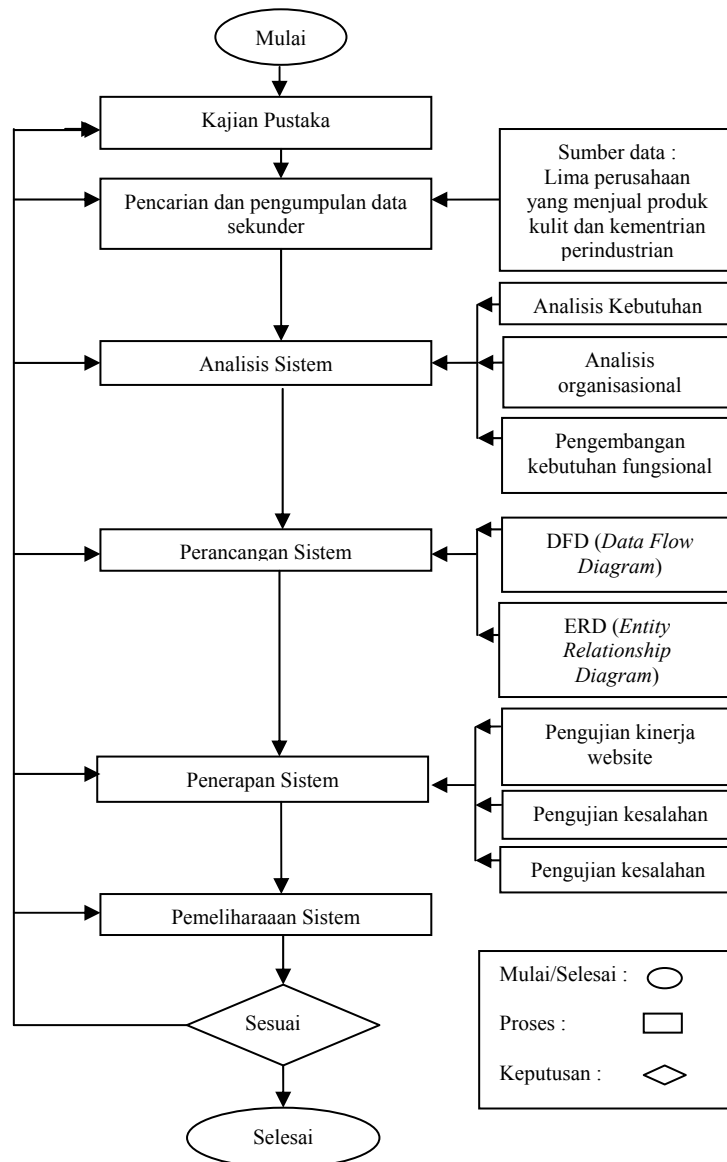 Mulai
Kajian Pustaka
Pencarian dan pengumpulan data
sekunder
Sumber data :
Lima perusahaan
yang menjual produk
kulit dan kementrian
perindustrian
Analisis Sistem
Analisis Kebutuhan
Analisis
organisasional
Pengembangan
kebutuhan fungsional
Perancangan Sistem
DFD (Data Flow
Diagram)
ERD (Entity
Relationship
Diagram)
Penerapan Sistem
Pengujian kinerja
website
Pengujian kesalahan
Pengujian kesalahan
Pemeliharaaan Sistem
Sesuai
Selesai
Mulai/Selesai :
Proses :
Keputusan :